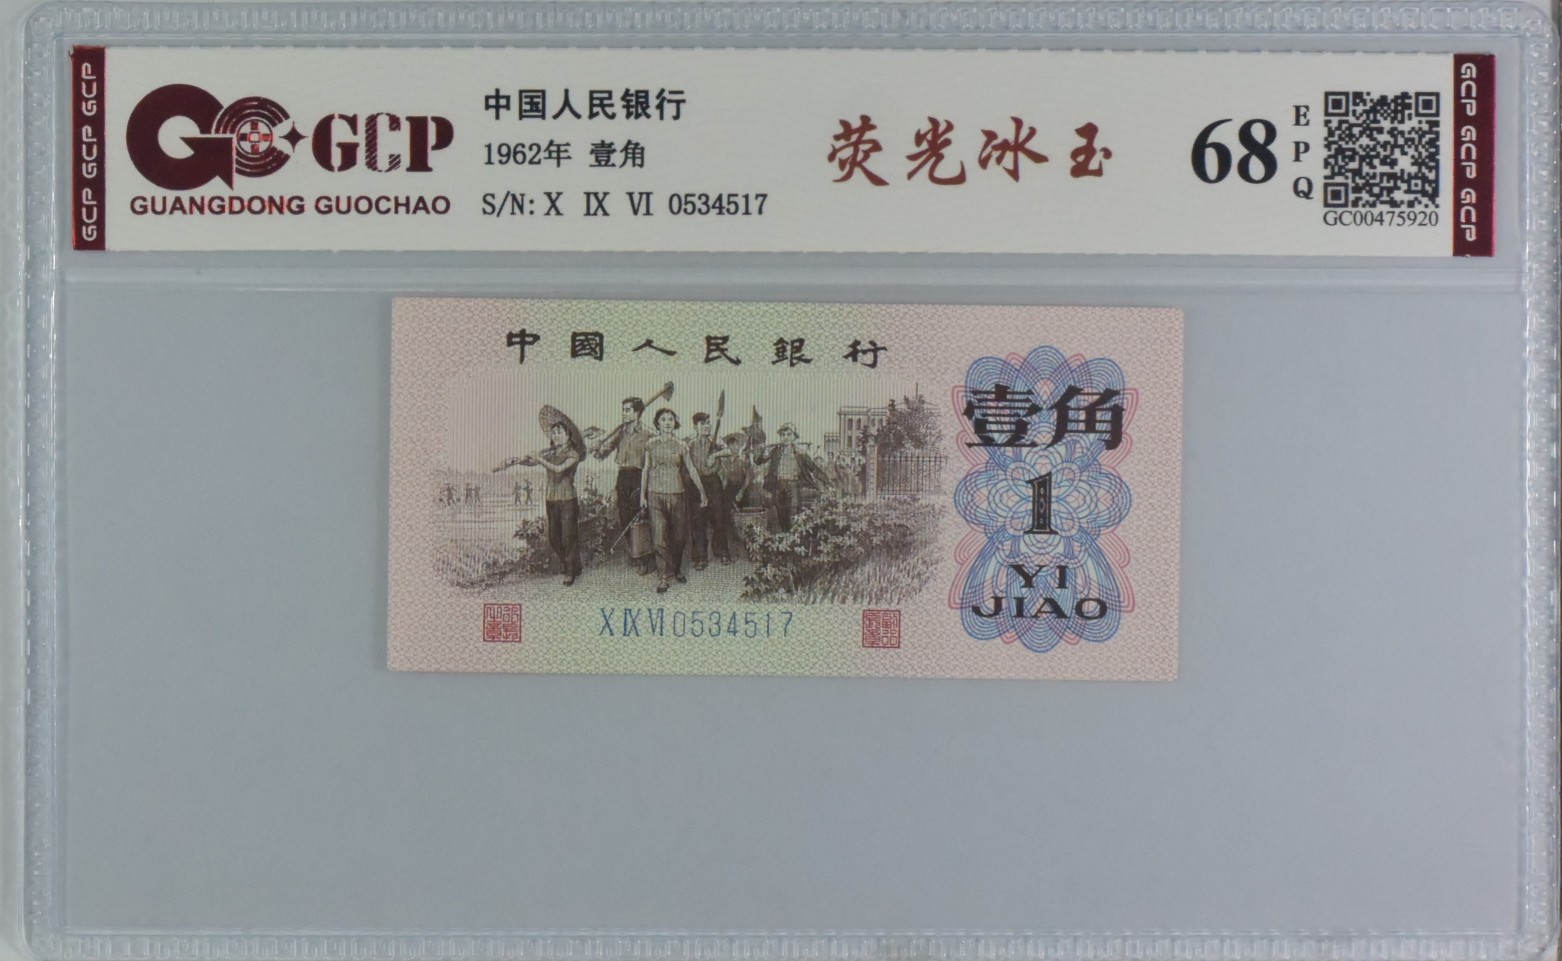 GCP GCP GCP
GCP
GUANGDONG GUOCHAO
中国人民银行
1962年 壹角
S/N: X IX VI 0534517
荧光冰玉
68
EPQ
GC00475920
GCP GCP GCP
中國人民銀行
壹角
1
YI
JIAO
X IX VI 0534517